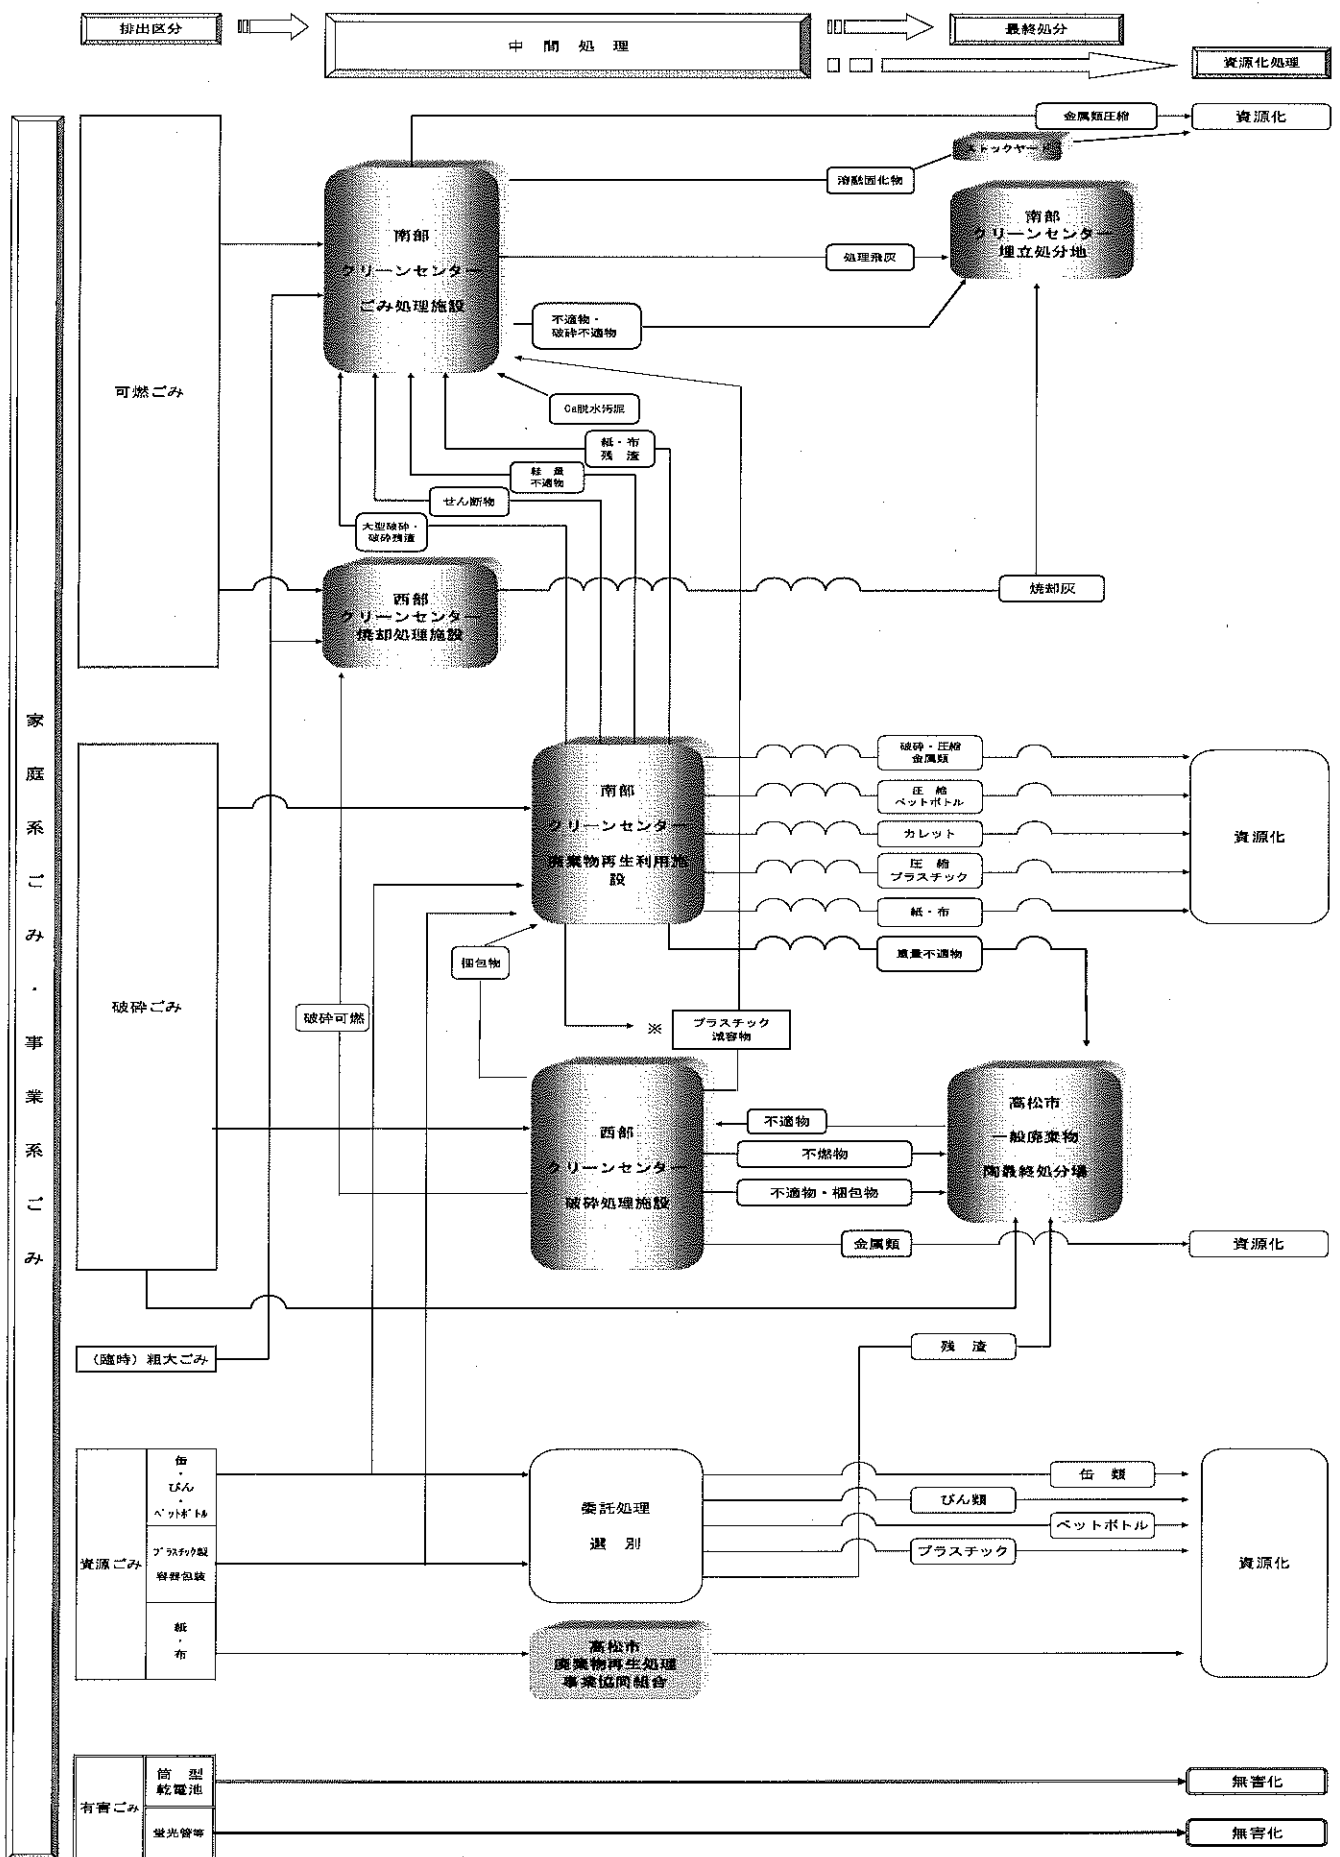 排出区分
中間処理
最終処分
資源化処理
家庭系ごみ・事業系ごみ
可燃ごみ
金属類圧縮
資源化
ストックヤード
溶融固化物
南部
クリーンセンター
ごみ処理施設
南部
クリーンセンター
埋立処分地
処理飛灰
不適物・
破砕不適物
Ca脱水汚泥
紙・布
残渣
軽量
不適物
せん断物
大型破砕・
破砕残渣
西部
クリーンセンター
焼却処理施設
焼却灰
破砕ごみ
南部
クリーンセンター
廃棄物再生利用施
設
破砕・圧縮
金属類
圧縮
ペットボトル
カレット
圧縮
プラスチック
紙・布
重量不適物
資源化
梱包物
破砕可燃
※
プラスチック
減容物
西部
クリーンセンター
破砕処理施設
不適物
不燃物
不適物・梱包物
金属類
高松市
一般廃棄物
陶最終処分場
資源化
(臨時)粗大ごみ
残渣
資源ごみ
缶・びん・ペットボトル
プラスチック製
容器包装
紙・布
委託処理
選別
缶類
びん類
ペットボトル
プラスチック
資源化
高松市
廃棄物再生処理
事業協同組合
有害ごみ
筒型
乾電池
無害化
蛍光管等
無害化